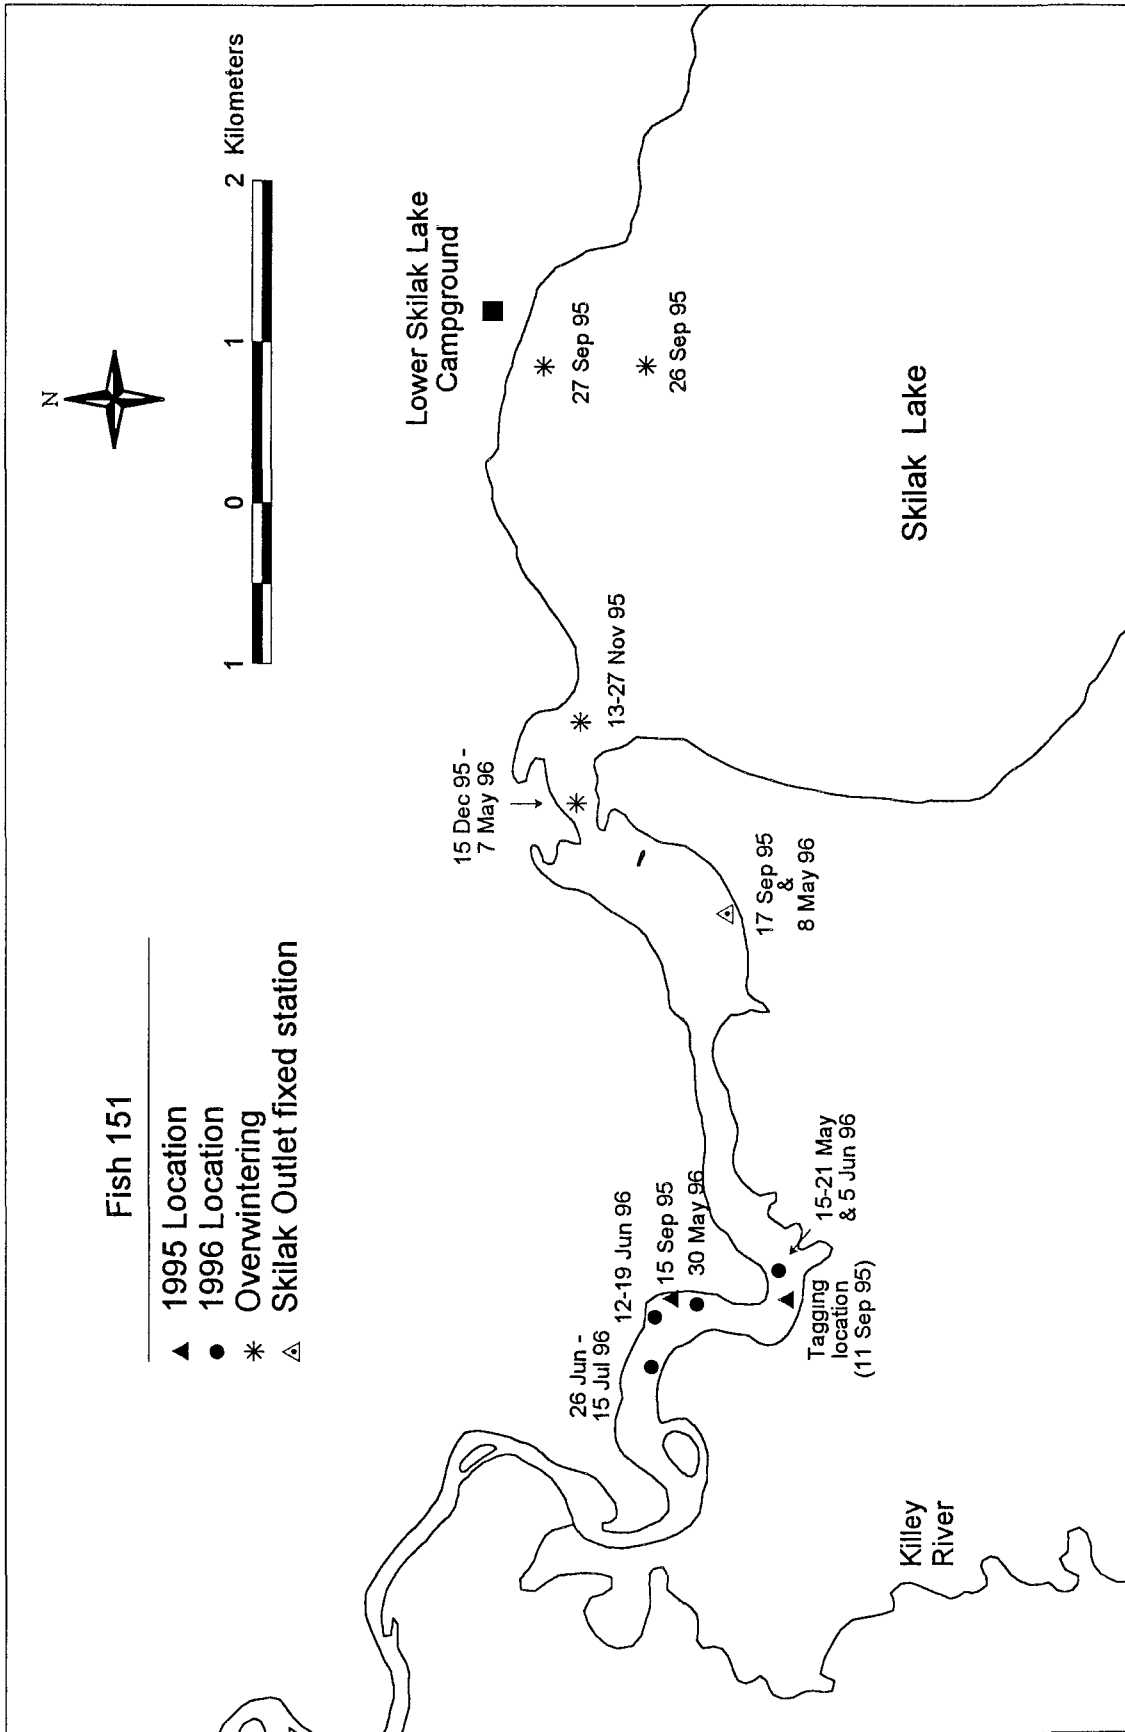 Fish 151
1995 Location
1996 Location
Overwintering
Skilak Outlet fixed station
N
1
0
1
2
Kilometers
Lower Skilak Lake
Campground
27 Sep 95
26 Sep 95
Skilak Lake
13-27 Nov 95
15 Dec 95 -
7 May 96
17 Sep 95
&
8 May 96
15-21 May
& 5 Jun 96
Tagging
location
(11 Sep 95)
30 May 96
15 Sep 95
12-19 Jun 96
26 Jun -
15 Jul 96
Killey
River